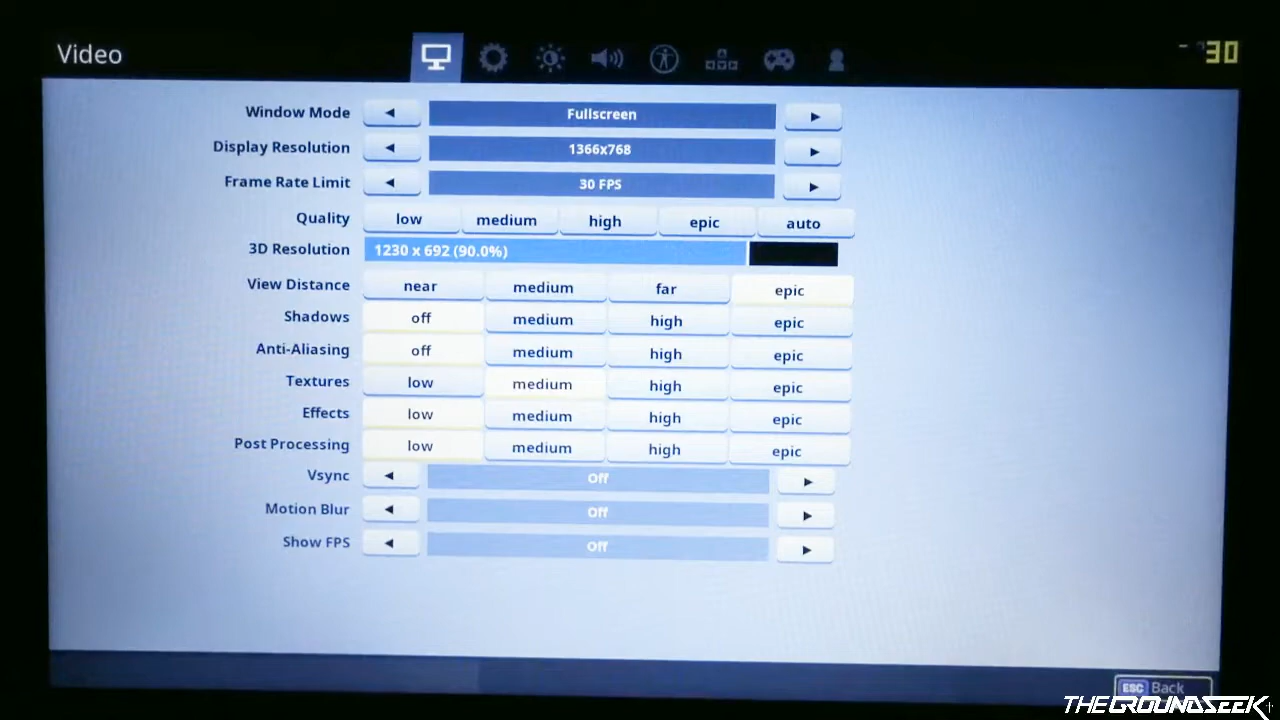 Video
30
Window Mode ◄ Fullscreen ►
Display Resolution ◄ 1366x768 ►
Frame Rate Limit ◄ 30 FPS ►
Quality low medium high epic auto
3D Resolution 1230 x 692 (90.0%)
View Distance near medium far epic
Shadows off medium high epic
Anti-Aliasing off medium high epic
Textures low medium high epic
Effects low medium high epic
Post Processing low medium high epic
Vsync ◄ Off ►
Motion Blur ◄ Off ►
Show FPS ◄ Off ►
ESC Back
THEGROUNDSEEK